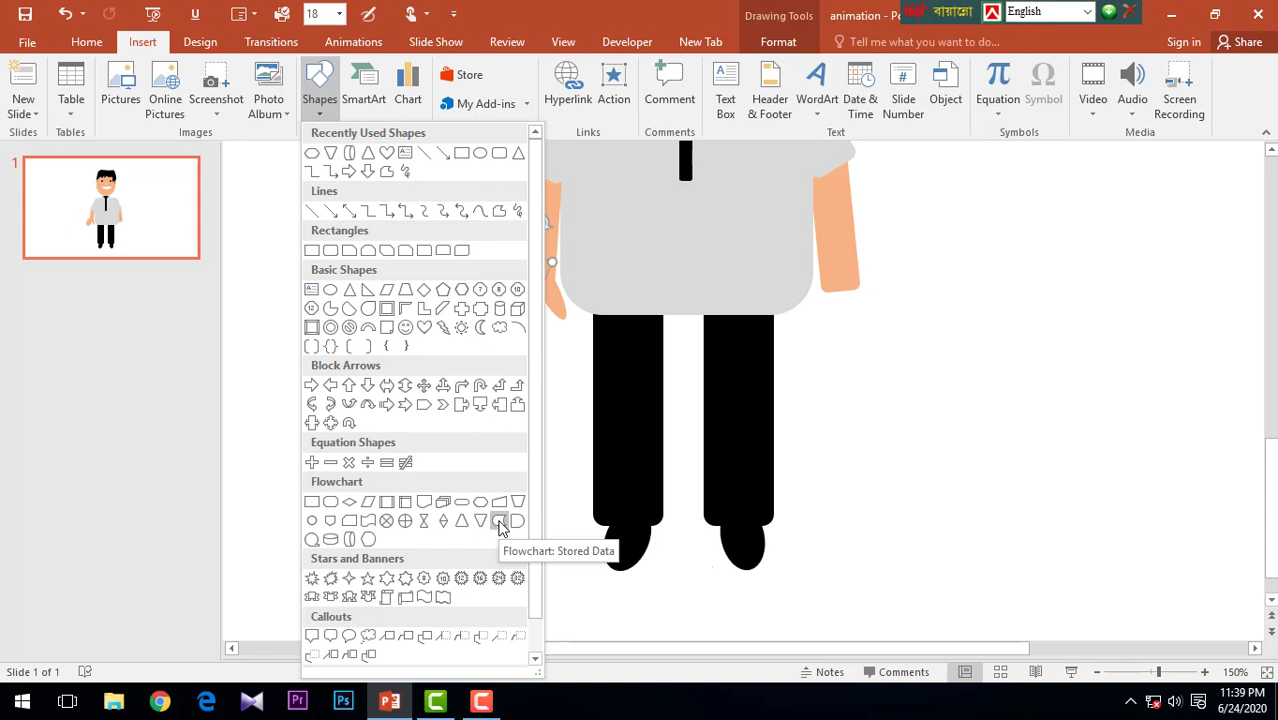 18
animation - Po
Drawing Tools
বায়ান্নো
English
File
Home
Insert
Design
Transitions
Animations
Slide Show
Review
View
Developer
New Tab
Format
Tell me what you want to do...
Sign in
Share
New Slide
Table
Pictures
Online Pictures
Screenshot
Photo Album
Shapes
SmartArt
Chart
Store
My Add-ins
Hyperlink
Action
Comment
Text Box
Header & Footer
WordArt
Date & Time
Slide Number
Object
Equation
Symbol
Video
Audio
Screen Recording
Slides
Tables
Images
Links
Comments
Text
Symbols
Media
Recently Used Shapes
Lines
Rectangles
Basic Shapes
Block Arrows
Equation Shapes
Flowchart
Flowchart: Stored Data
Stars and Banners
Callouts
1
Slide 1 of 1
Notes
Comments
150%
Pr
Ps
11:39 PM
6/24/2020